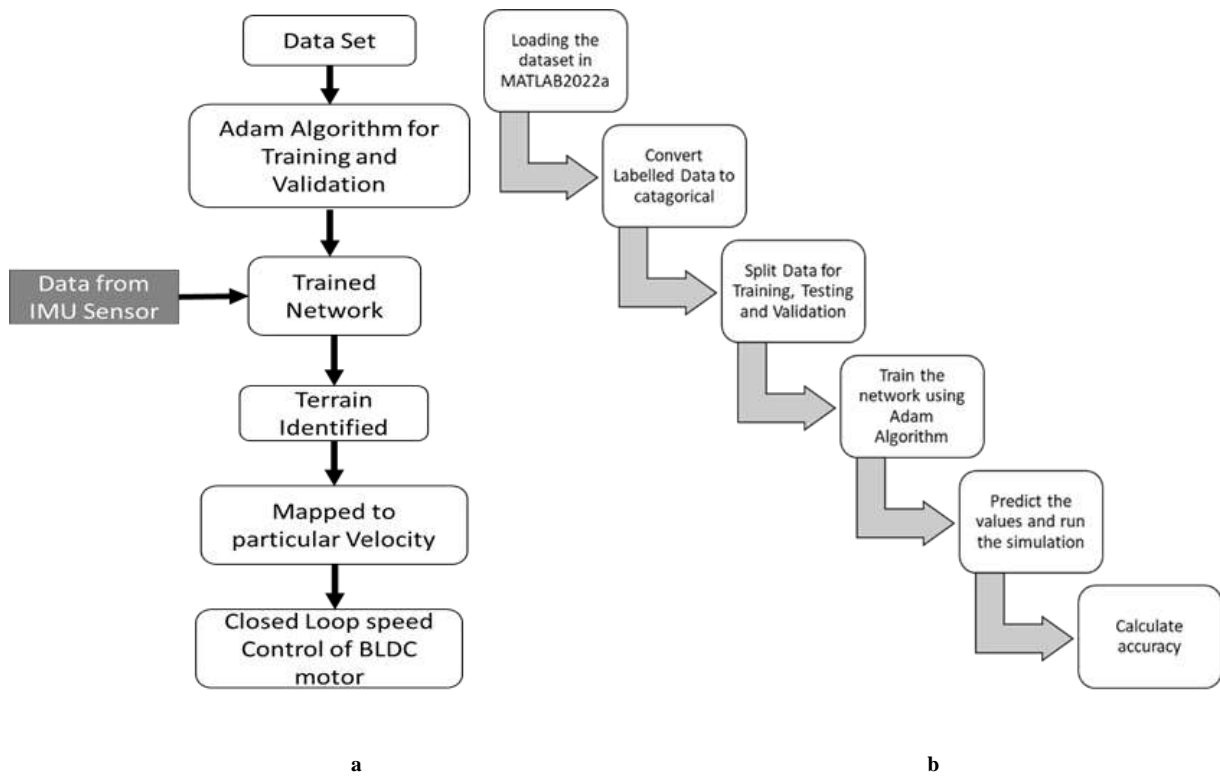 Data Set
Adam Algorithm for
Training and
Validation
Data from
IMU Sensor
Trained
Network
Terrain
Identified
Mapped to
particular Velocity
Closed Loop speed
Control of BLDC
motor
a
Loading the
dataset in
MATLAB2022a
Convert
Labelled Data to
catagorical
Split Data for
Training, Testing
and Validation
Train the
network using
Adam
Algorithm
Predict the
values and run
the simulation
Calculate
accuracy
b